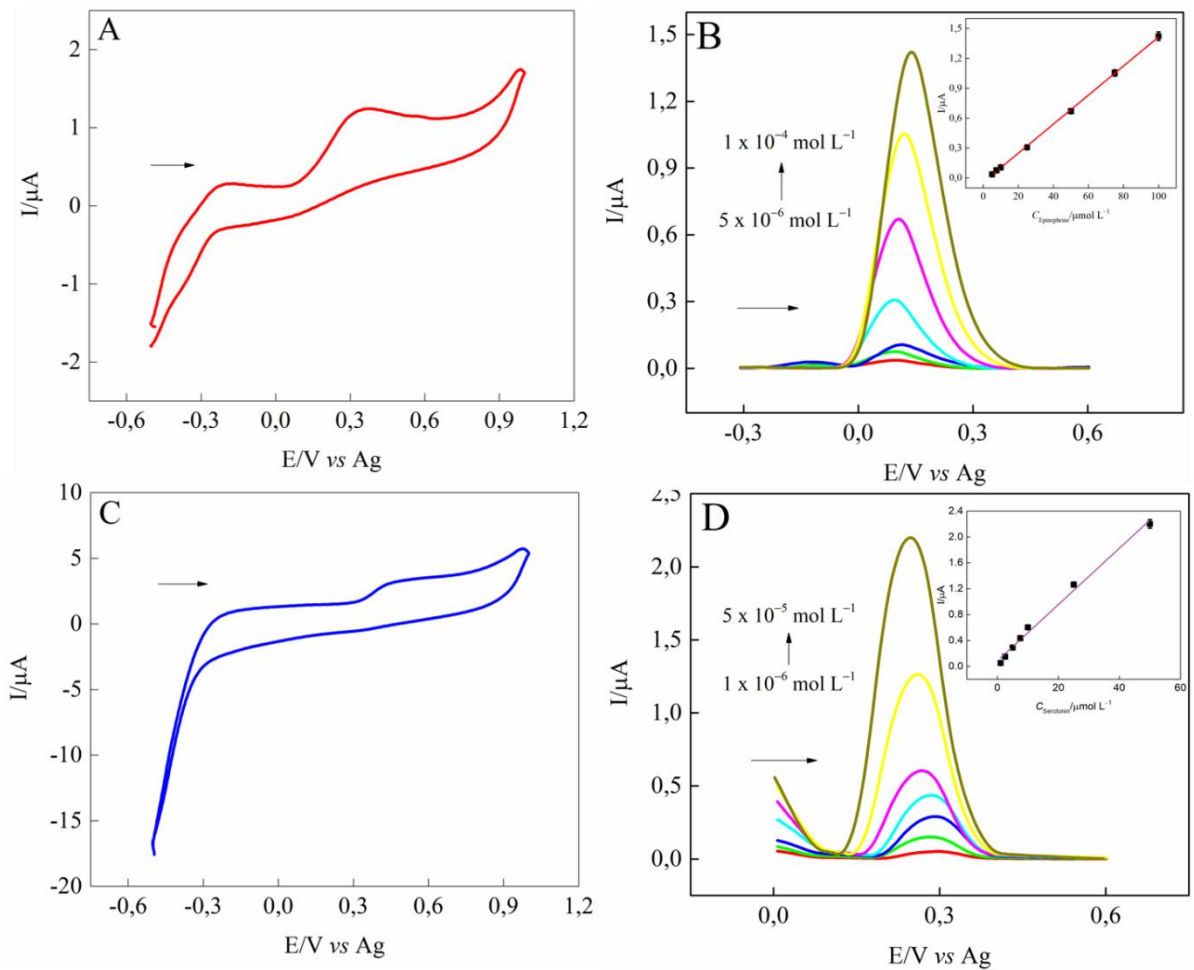 A
2
1
0
-1
-2
I/µA
-0,6 -0,3 0,0 0,3 0,6 0,9 1,2
E/V vs Ag
B
1,5
1,2
0,9
0,6
0,3
0,0
I/µA
1 x 10⁻⁴ mol L⁻¹
5 x 10⁻⁶ mol L⁻¹
-0,3 0,0 0,3 0,6
E/V vs Ag
1,5
1,2
0,9
0,6
0,3
0,0
I/µA
0 20 40 60 80 100
C Epinephrine/µmol L⁻¹
C
10
5
0
-5
-10
-15
-20
I/µA
-0,6 -0,3 0,0 0,3 0,6 0,9 1,2
E/V vs Ag
D
2,5
2,0
1,5
1,0
0,5
0,0
I/µA
5 x 10⁻⁵ mol L⁻¹
1 x 10⁻⁶ mol L⁻¹
0,0 0,3 0,6
E/V vs Ag
2.4
1.8
1.2
0.4
0.0
I/µA
0 20 40 60
C Serotonin/µmol L⁻¹